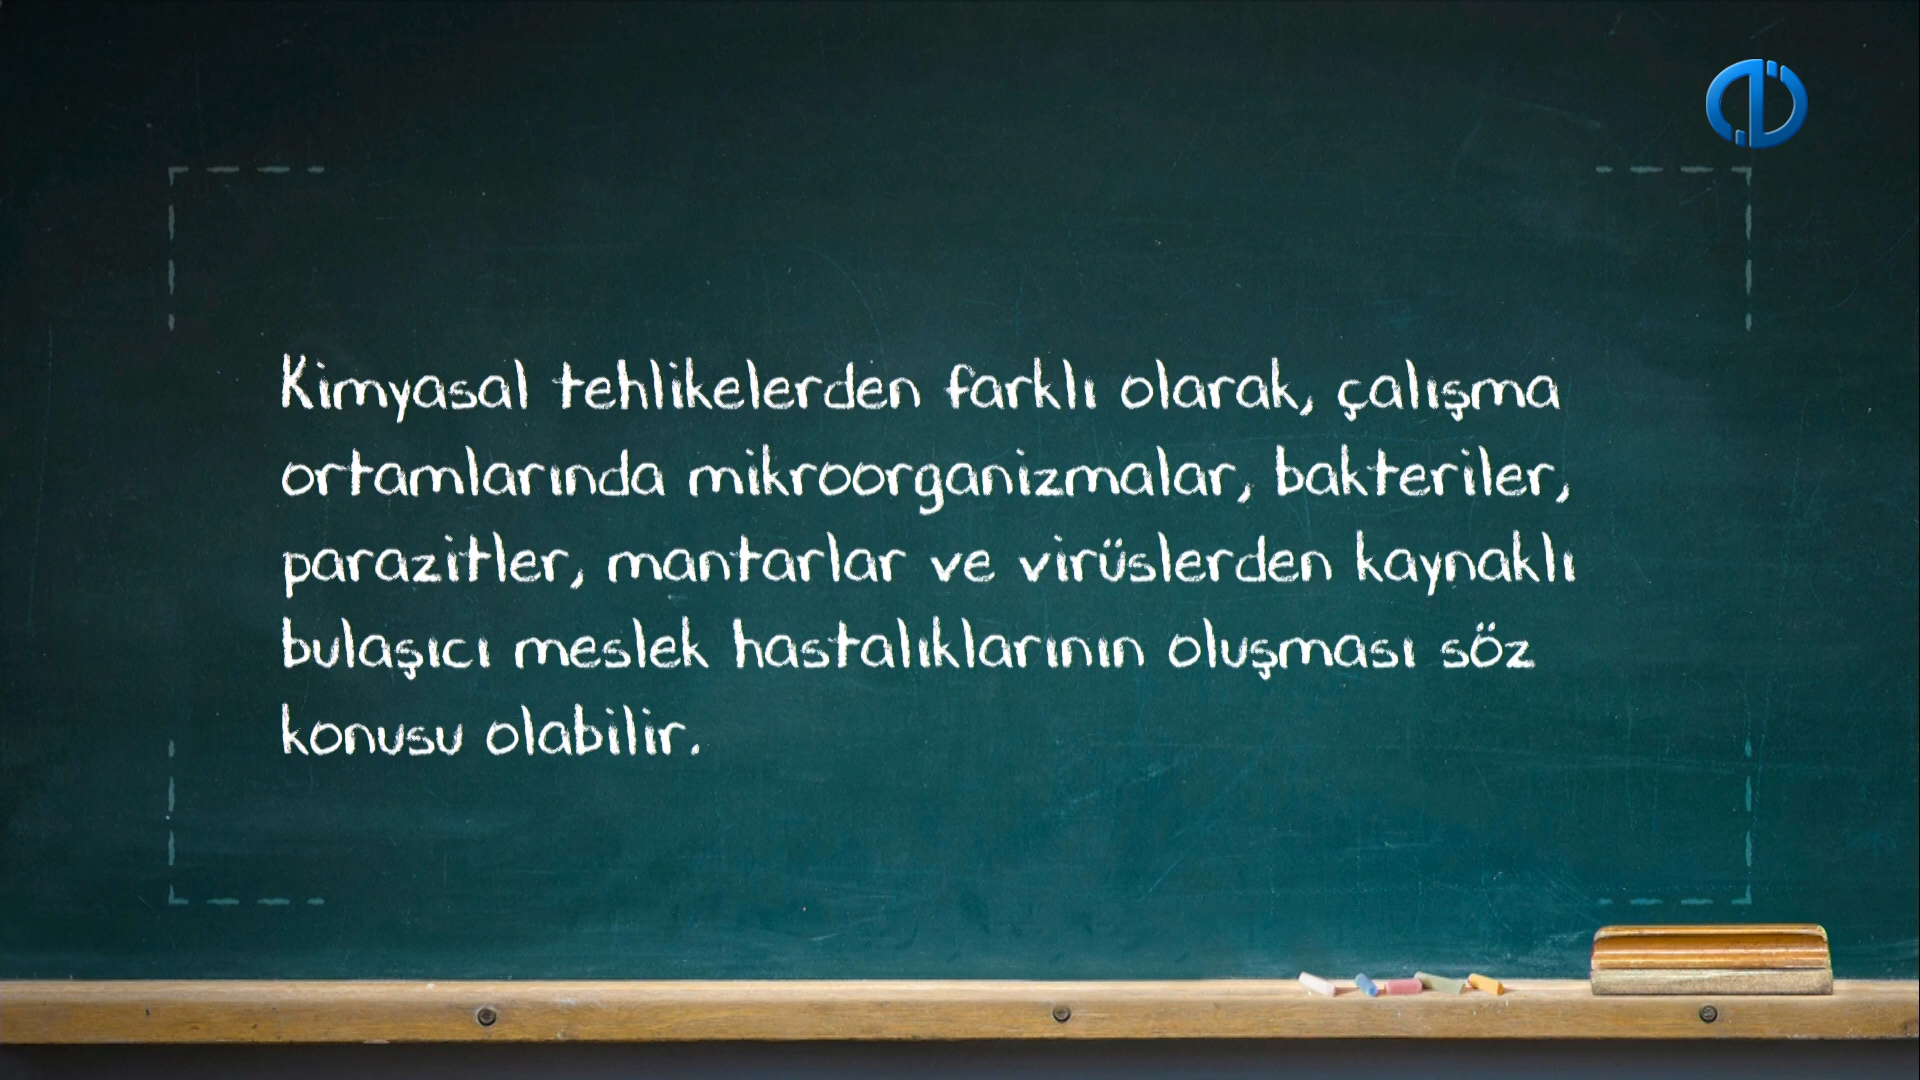 Kimyasal tehlikelerden farklı olarak, çalışma
ortamlarında mikroorganizmalar, bakteriler,
parazitler, mantarlar ve virüslerden kaynaklı
bulaşıcı meslek hastalıklarının oluşması söz
konusu olabilir.